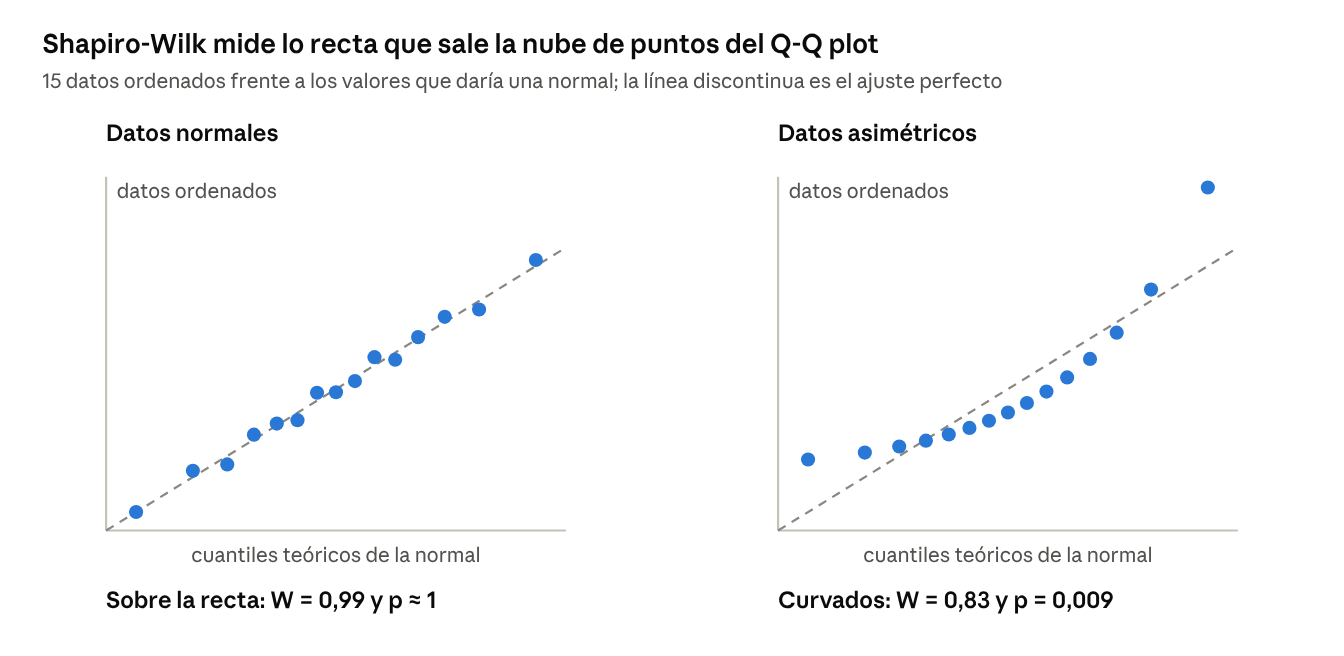 Shapiro-Wilk mide lo recta que sale la nube de puntos del Q-Q plot
15 datos ordenados frente a los valores que daría una normal; la línea discontinua es el ajuste perfecto
Datos normales
datos ordenados
cuantiles teóricos de la normal
Sobre la recta: W = 0,99 y p ≈ 1
Datos asimétricos
datos ordenados
cuantiles teóricos de la normal
Curvados: W = 0,83 y p = 0,009